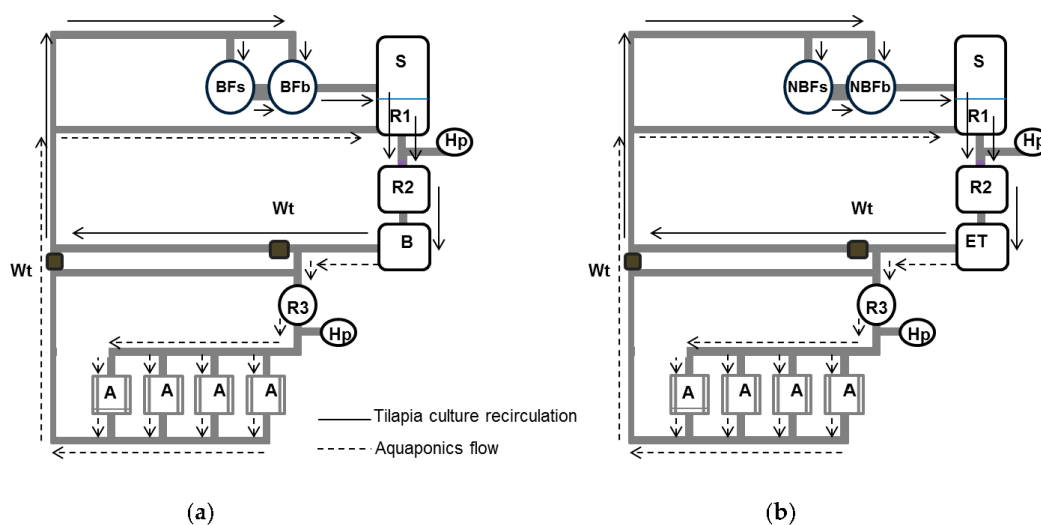 S
BFs
BFb
R1
Hp
R2
Wt
B
Wt
R3
Hp
A
A
A
A
Tilapia culture recirculation
Aquaponics flow
(a)
S
NBFs
NBFb
R1
Hp
R2
Wt
ET
Wt
R3
Hp
A
A
A
A
(b)